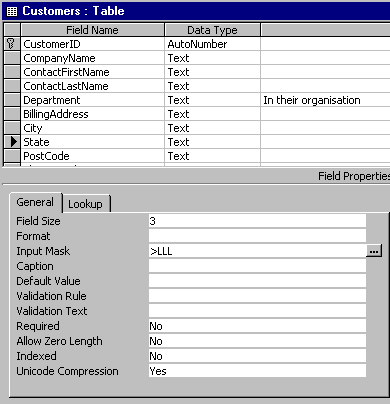 Customers : Table
Field Name Data Type
CustomerID AutoNumber
CompanyName Text
ContactFirstName Text
ContactLastName Text
Department Text In their organisation
BillingAddress Text
City Text
State Text
PostCode Text
Field Properties
General Lookup
Field Size 3
Format
Input Mask >LLL ...
Caption
Default Value
Validation Rule
Validation Text
Required No
Allow Zero Length No
Indexed No
Unicode Compression Yes